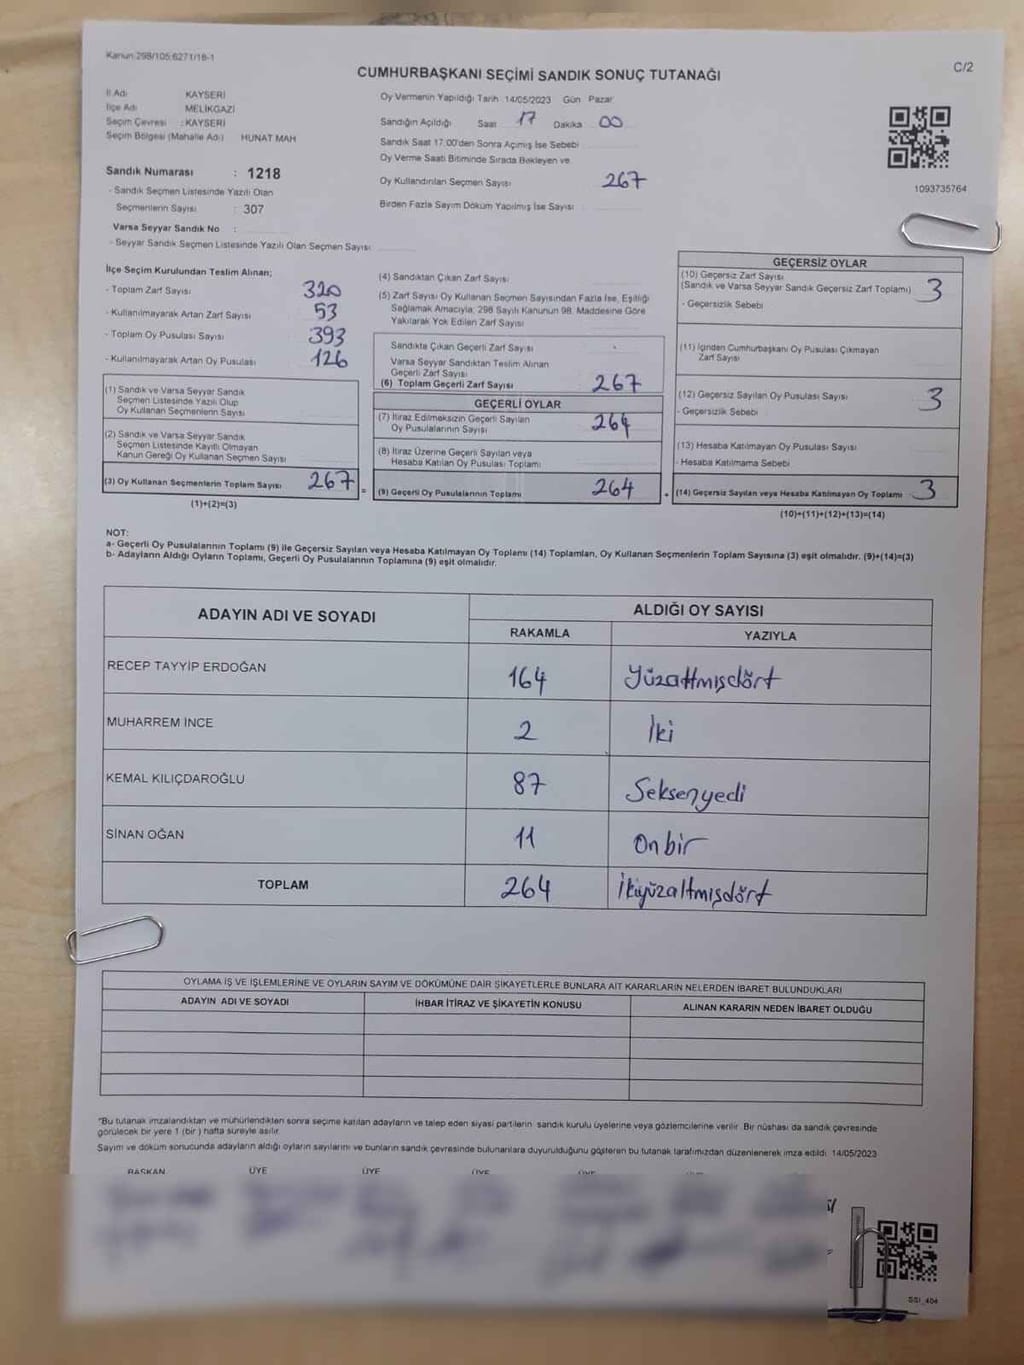 Kanun:298/105;6271/18-1
C/2
CUMHURBAŞKANI SEÇİMİ SANDIK SONUÇ TUTANAĞI
İl Adı KAYSERİ
İlçe Adı MELİKGAZİ
Seçim Çevresi : KAYSERİ
Seçim Bölgesi (Mahalle Adı) HUNAT MAH
Sandık Numarası : 1218
- Sandık Seçmen Listesinde Yazılı Olan
Seçmenlerin Sayısı : 307
Varsa Seyyar Sandık No :
- Seyyar Sandık Seçmen Listesinde Yazılı Olan Seçmen Sayısı
Oy Vermenin Yapıldığı Tarih 14/05/2023 Gün Pazar
Sandığın Açıldığı Saat 17 Dakika 00
Sandık Saat 17:00'den Sonra Açımış İse Sebebi
Oy Verme Saati Bitiminde Sırada Bekleyen ve
Oy Kullandırılan Seçmen Sayısı 267
Birden Fazla Sayım Döküm Yapılmış İse Sayısı
1093735764
İlçe Seçim Kurulundan Teslim Alınan;
- Toplam Zarf Sayısı 320
- Kullanılmayarak Artan Zarf Sayısı 53
- Toplam Oy Pusulası Sayısı 393
- Kullanılmayarak Artan Oy Pusulası 126
(1) Sandık ve Varsa Seyyar Sandık
Seçmen Listesinde Yazılı Olup
Oy Kullanan Seçmenlerin Sayısı
(2) Sandık ve Varsa Seyyar Sandık
Seçmen Listesinde Kayıtlı Olmayan
Kanun Gereği Oy Kullanan Seçmen Sayısı
(3) Oy Kullanan Seçmenlerin Toplam Sayısı 267 =
(1)+(2)=(3)
(4) Sandıktan Çıkan Zarf Sayısı
(5) Zarf Sayısı Oy Kullanan Seçmen Sayısından Fazla İse, Eşitliği
Sağlamak Amacıyla; 298 Sayılı Kanunun 98. Maddesine Göre
Yakılarak Yok Edilen Zarf Sayısı
Sandıkta Çıkan Geçerli Zarf Sayısı
Varsa Seyyar Sandıktan Teslim Alınan
Geçerli Zarf Sayısı
(6) Toplam Geçerli Zarf Sayısı 267
GEÇERLİ OYLAR
(7) İtiraz Edilmeksizin Geçerli Sayılan
Oy Pusulalarının Sayısı 264
(8) İtiraz Üzerine Geçerli Sayılan veya
Hesaba Katılan Oy Pusulası Toplamı
(9) Geçerli Oy Pusulalarının Toplamı 264
GEÇERSİZ OYLAR
(10) Geçersiz Zarf Sayısı
(Sandık ve Varsa Seyyar Sandık Geçersiz Zarf Toplamı) 3
- Geçersizlik Sebebi
(11) İçinden Cumhurbaşkanı Oy Pusulası Çıkmayan
Zarf Sayısı
(12) Geçersiz Sayılan Oy Pusulası Sayısı 3
- Geçersizlik Sebebi
(13) Hesaba Katılmayan Oy Pusulası Sayısı
- Hesaba Katılmama Sebebi
(14) Geçersiz Sayılan veya Hesaba Katılmayan Oy Toplamı 3
(10)+(11)+(12)+(13)=(14)
NOT:
a- Geçerli Oy Pusulalarının Toplamı (9) ile Geçersiz Sayılan veya Hesaba Katılmayan Oy Toplamı (14) Toplamları, Oy Kullanan Seçmenlerin Toplam Sayısına (3) eşit olmalıdır. (9)+(14)=(3)
b- Adayların Aldığı Oyların Toplamı, Geçerli Oy Pusulalarının Toplamına (9) eşit olmalıdır.
ADAYIN ADI VE SOYADI
ALDIĞI OY SAYISI
RAKAMLA YAZIYLA
RECEP TAYYİP ERDOĞAN 164 Yüzaltmışdört
MUHARREM İNCE 2 İki
KEMAL KILIÇDAROĞLU 87 Seksenyedi
SİNAN OĞAN 11 Onbir
TOPLAM 264 İkiyüzaltmışdört
OYLAMA İŞ VE İŞLEMLERİNE VE OYLARIN SAYIM VE DÖKÜMÜNE DAİR ŞİKAYETLERLE BUNLARA AİT KARARLARIN NELERDEN İBARET BULUNDUKLARI
ADAYIN ADI VE SOYADI İHBAR İTİRAZ VE ŞİKAYETİN KONUSU ALINAN KARARIN NEDEN İBARET OLDUĞU
"Bu tutanak imzalandıktan ve mühürlendikten sonra seçime katılan adayların ve talep eden siyasi partilerin sandık kurulu üyelerine veya gözlemcilerine verilir. Bir nüshası da sandık çevresinde
görülecek bir yere 1 (bir) hafta süreyle asılır.
Sayım ve döküm sonucunda adayların aldığı oyların sayılarını ve bunların sandık çevresinde bulunanlara duyurulduğunu gösteren bu tutanak tarafımızdan düzenlenerek imza edildi. 14/05/2023
BAŞKAN ÜYE ÜYE ÜYE ÜYE